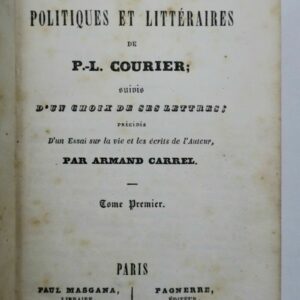 POLITIQUES ET LITTÉRAIRES
DE
P.-L. COURIER;
suivis
D'UN CHOIX DE SES LETTRES;
précédés
D'un Essai sur la vie et les écrits de l'Auteur,
PAR ARMAND CARREL.
Tome Premier.
PARIS
PAUL MASGANA,
PAGNERRE,
LIBRAIRE
ÉDITEUR